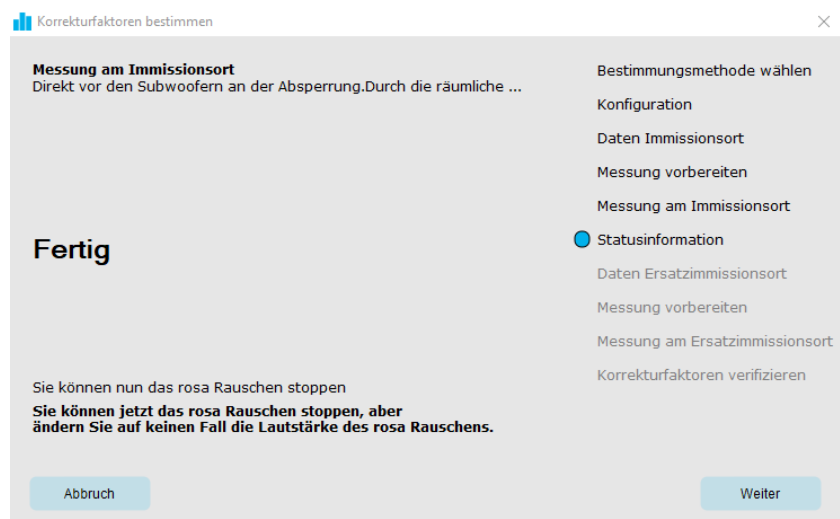 Korrekturfaktoren bestimmen
Messung am Immissionsort
Direkt vor den Subwoofern an der Absperrung.Durch die räumliche ...
Fertig
Sie können nun das rosa Rauschen stoppen
Sie können jetzt das rosa Rauschen stoppen, aber
ändern Sie auf keinen Fall die Lautstärke des rosa Rauschens.
Bestimmungsmethode wählen
Konfiguration
Daten Immissionsort
Messung vorbereiten
Messung am Immissionsort
Statusinformation
Daten Ersatzimmissionsort
Messung vorbereiten
Messung am Ersatzimmissionsort
Korrekturfaktoren verifizieren
Abbruch
Weiter